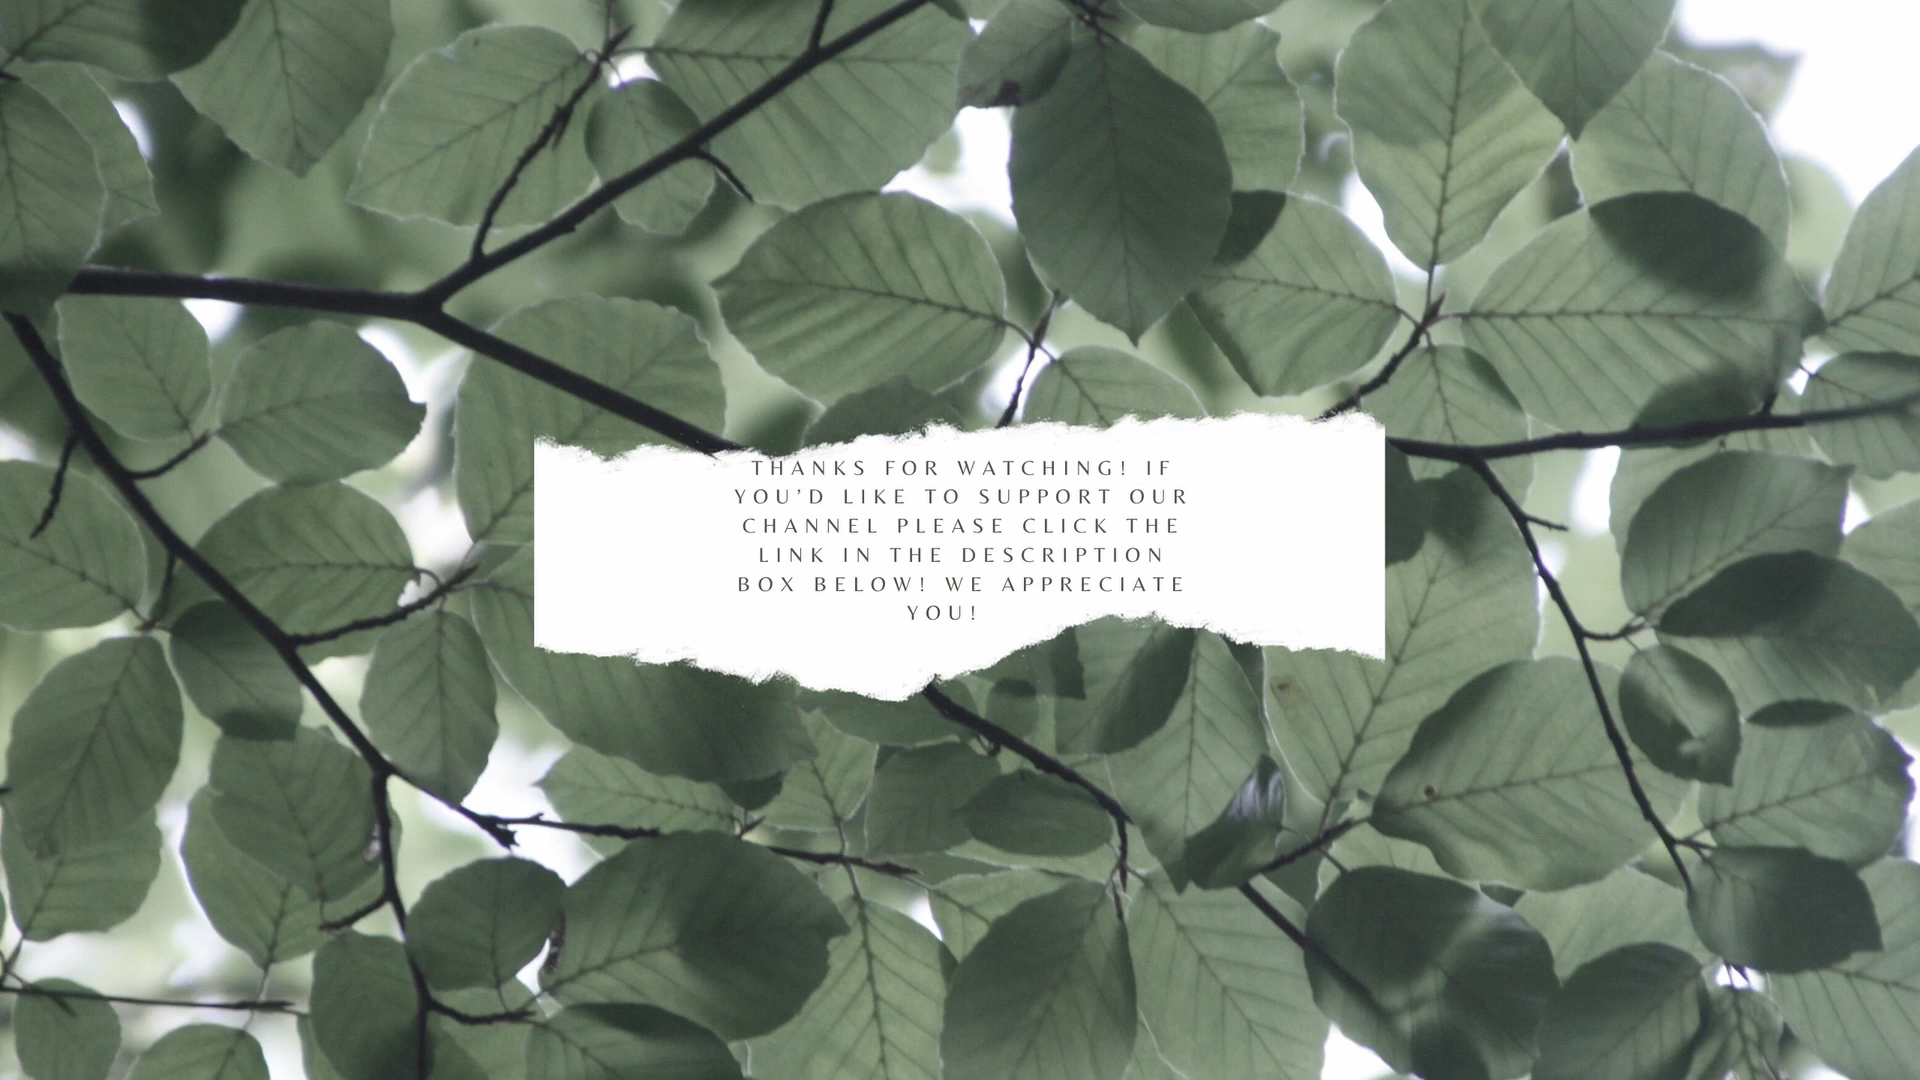 THANKS FOR WATCHING! IF
YOU’D LIKE TO SUPPORT OUR
CHANNEL PLEASE CLICK THE
LINK IN THE DESCRIPTION
BOX BELOW! WE APPRECIATE
YOU!